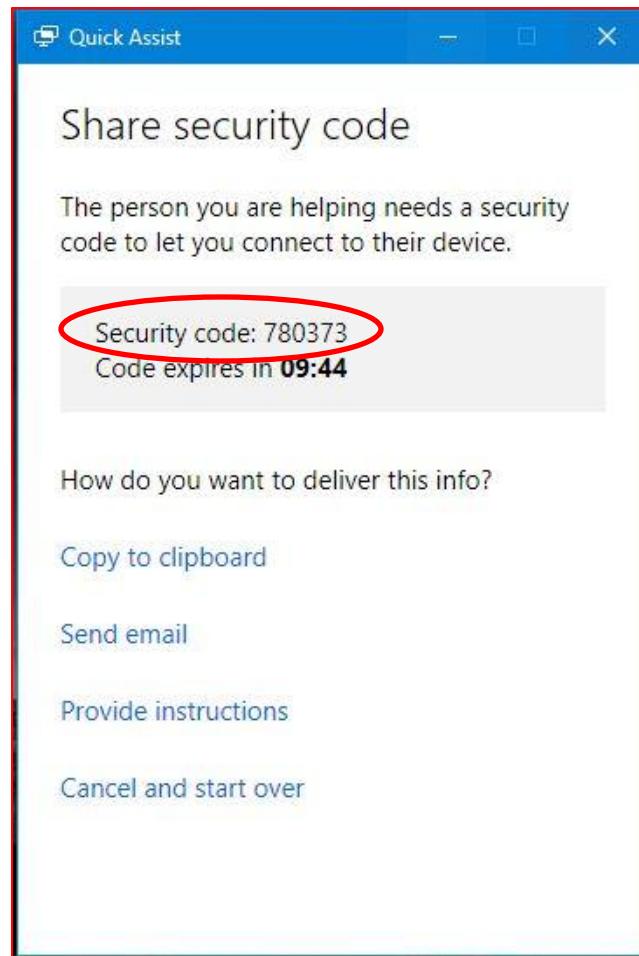 Quick Assist
Share security code
The person you are helping needs a security
code to let you connect to their device.
Security code: 780373
Code expires in 09:44
How do you want to deliver this info?
Copy to clipboard
Send email
Provide instructions
Cancel and start over